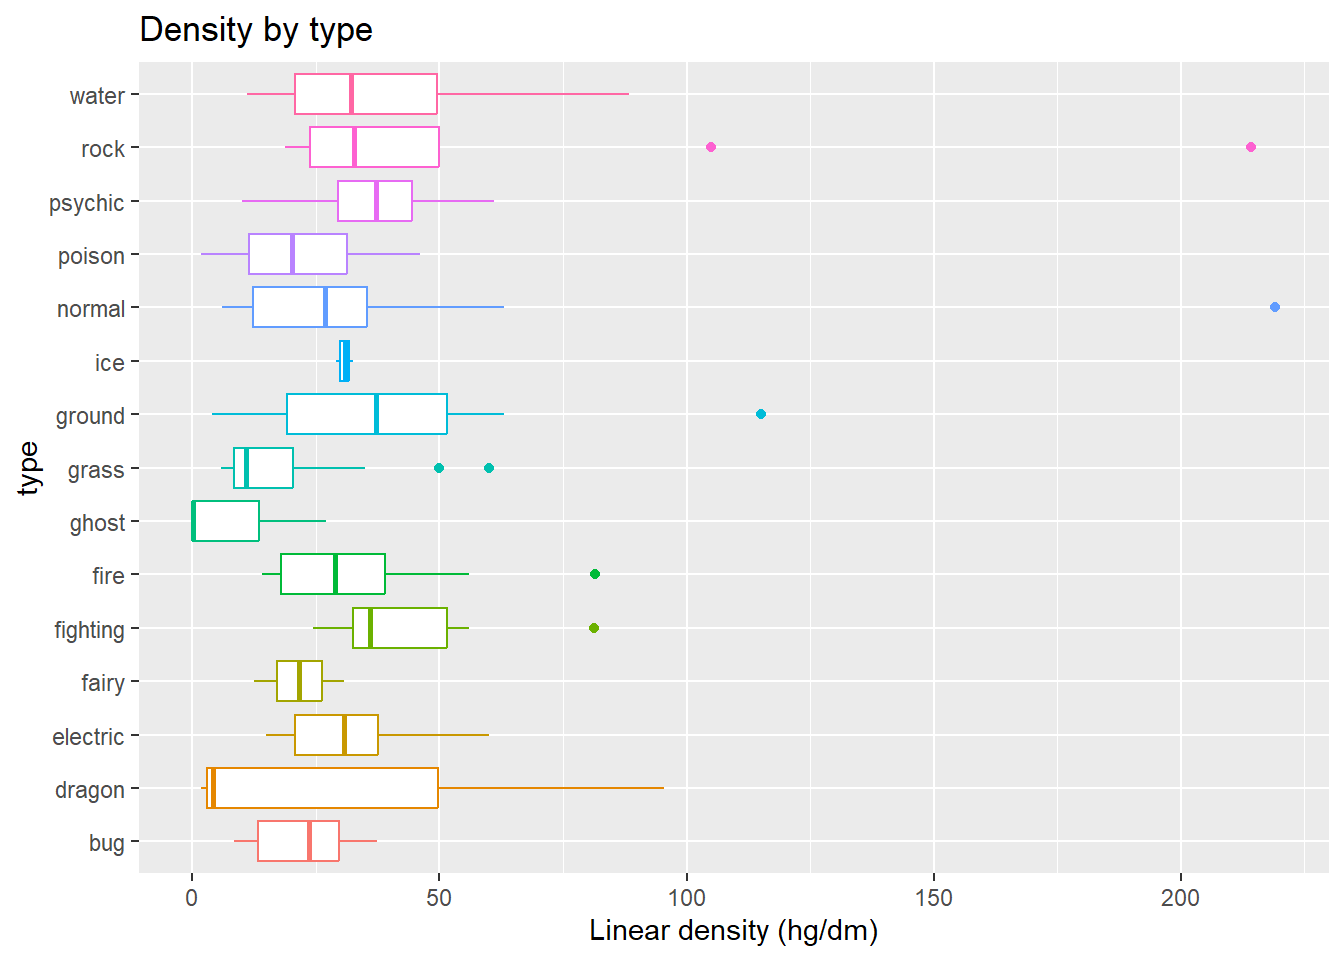 Density by type
water
rock
psychic
poison
normal
ice
ground
grass
ghost
fire
fighting
fairy
electric
dragon
bug
type
0 50 100 150 200
Linear density (hg/dm)